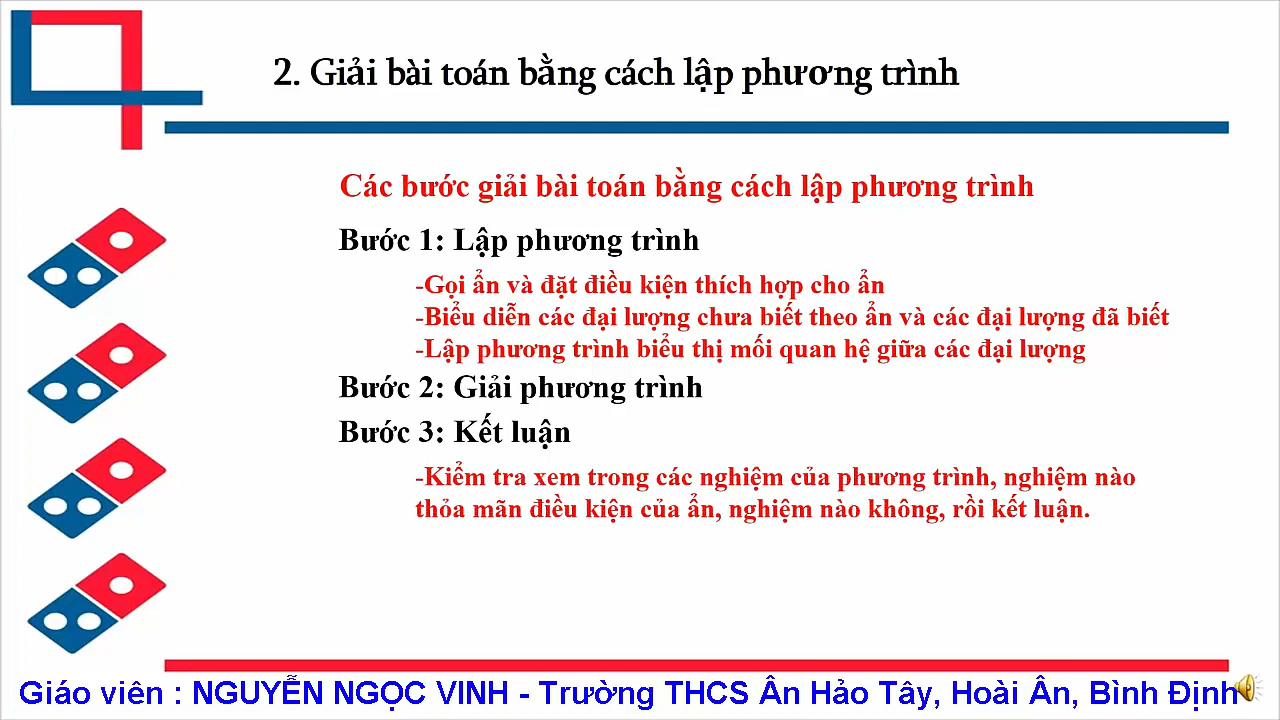 2. Giải bài toán bằng cách lập phương trình
Các bước giải bài toán bằng cách lập phương trình
Bước 1: Lập phương trình
-Gọi ẩn và đặt điều kiện thích hợp cho ẩn
-Biểu diễn các đại lượng chưa biết theo ẩn và các đại lượng đã biết
-Lập phương trình biểu thị mối quan hệ giữa các đại lượng
Bước 2: Giải phương trình
Bước 3: Kết luận
-Kiểm tra xem trong các nghiệm của phương trình, nghiệm nào
thỏa mãn điều kiện của ẩn, nghiệm nào không, rồi kết luận.
Giáo viên : NGUYỄN NGỌC VINH - Trường THCS Ân Hảo Tây, Hoài Ân, Bình Định